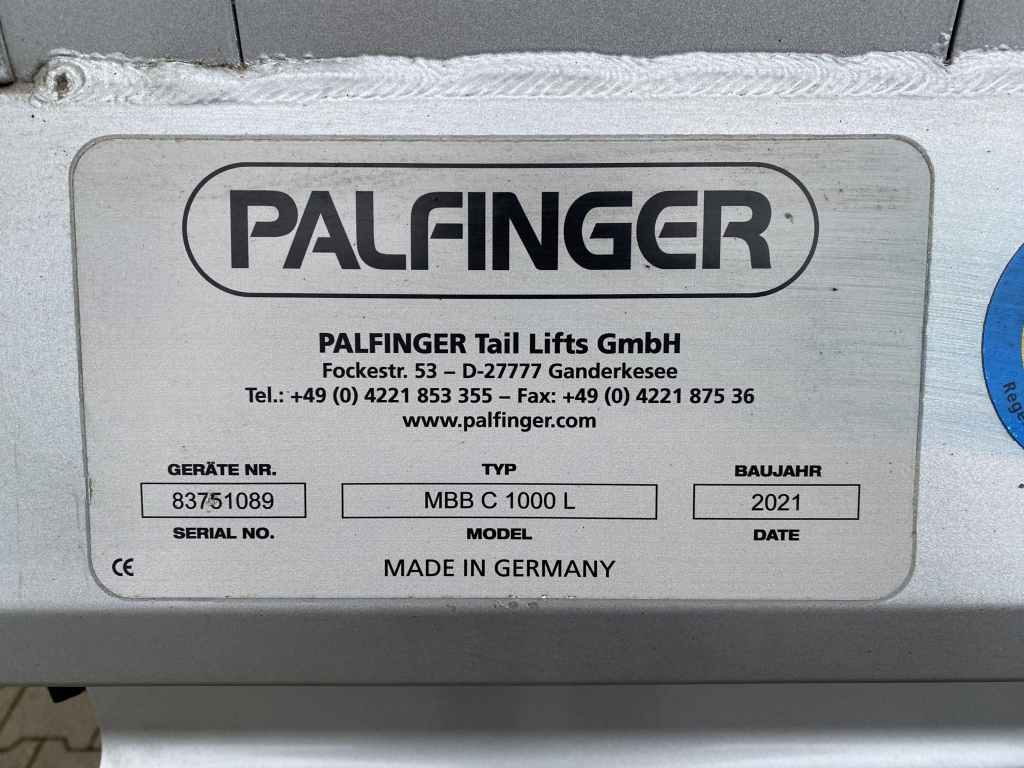 PALFINGER
PALFINGER Tail Lifts GmbH
Fockestr. 53 – D-27777 Ganderkesee
Tel.: +49 (0) 4221 853 355 – Fax: +49 (0) 4221 875 36
www.palfinger.com
GERÄTE NR. TYP BAUJAHR
83751089 MBB C 1000 L 2021
SERIAL NO. MODEL DATE
CE MADE IN GERMANY